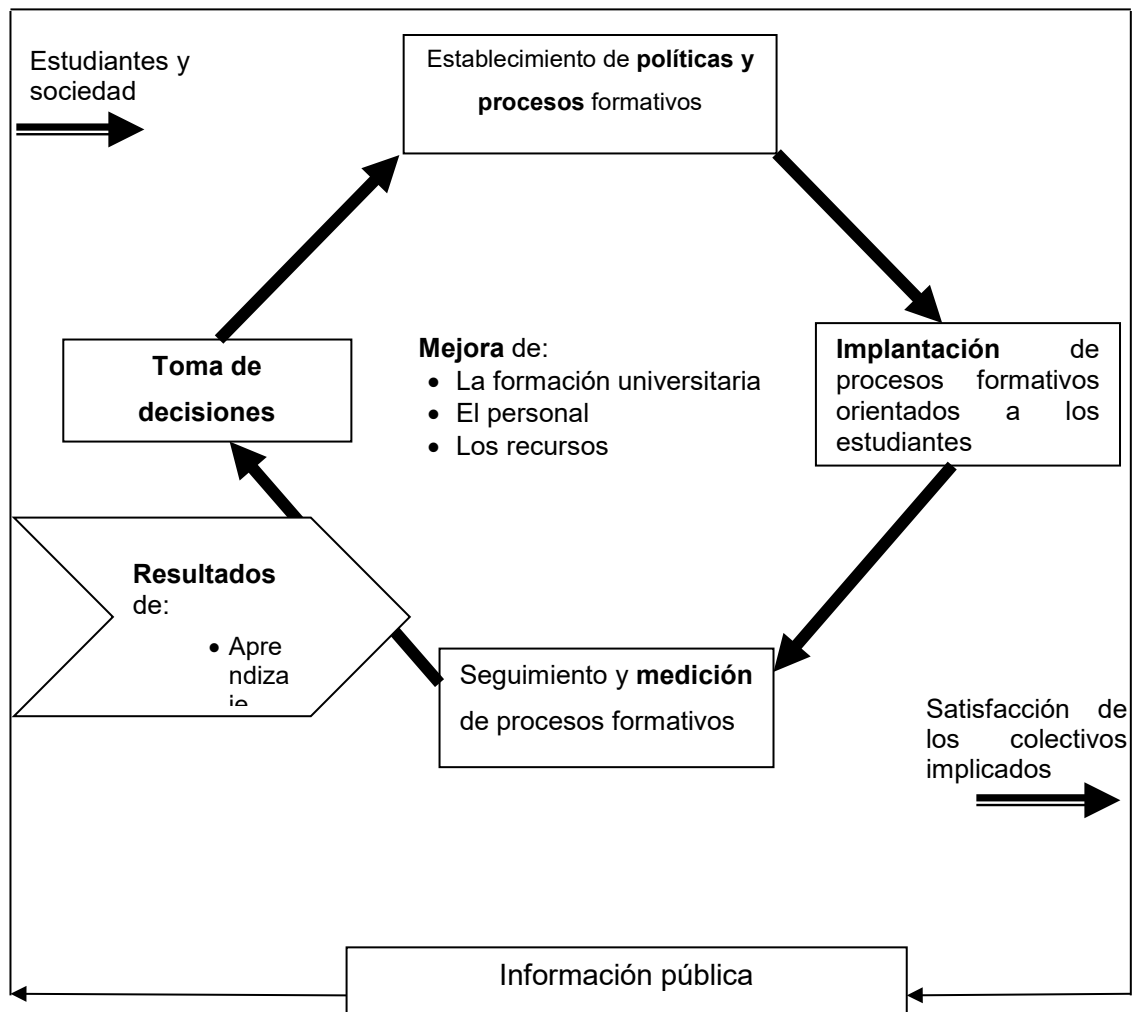 Estudiantes y
sociedad
Establecimiento de políticas y
procesos formativos
Toma de
decisiones
Mejora de:
• La formación universitaria
• El personal
• Los recursos
Implantación de
procesos formativos
orientados a los
estudiantes
Resultados
de:
• Apre
ndiza
Seguimiento y medición
de procesos formativos
Satisfacción de
los colectivos
implicados
Información pública